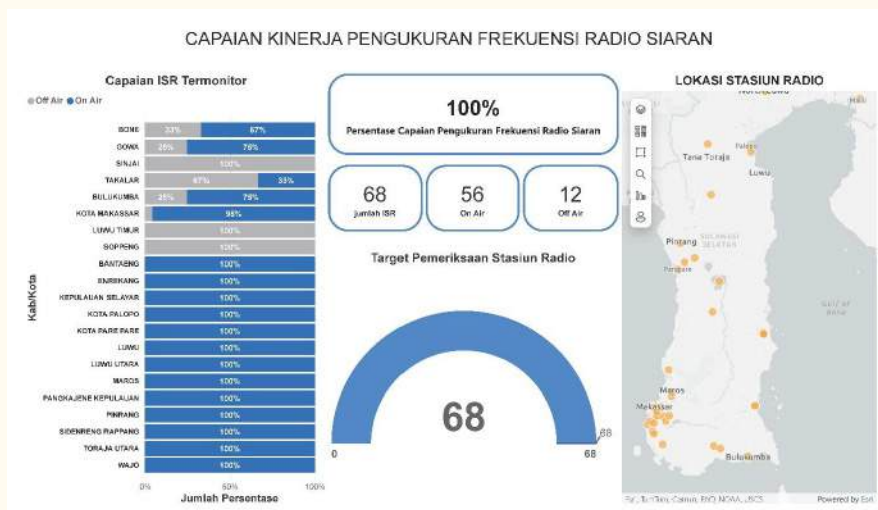 CAPAIAN KINERJA PENGUKURAN FREKUENSI RADIO SIARAN
Capaian ISR Termonitor
Off Air On Air
Kab/Kota
BONE 33% 67%
GOWA 25% 75%
SINJAI 100%
TAKALAR 67% 33%
BULUKUMBA 25% 75%
KOTA MAKASSAR 95%
LUWU TIMUR 100%
SOPPENG 100%
BANTAENG 100%
ENREKANG 100%
KEPULAUAN SELAYAR 100%
KOTA PALOPO 100%
KOTA PARE PARE 100%
LUWU 100%
LUWU UTARA 100%
MAROS 100%
PANGKAJENE KEPULAUAN 100%
PINRANG 100%
SIDENRENG RAPPANG 100%
TORAJA UTARA 100%
WAJO 100%
0% 50% 100%
Jumlah Persentase
100%
Persentase Capaian Pengukuran Frekuensi Radio Siaran
68
Jumlah ISR
56
On Air
12
Off Air
Target Pemeriksaan Stasiun Radio
68
0
68
68
LOKASI STASIUN RADIO
Tana Toraja
Palopo
Luwu
SULAWESI
SELATAN
Pinrang
Parepare
Maros
Makassar
Bulukumba
Powered by Esri